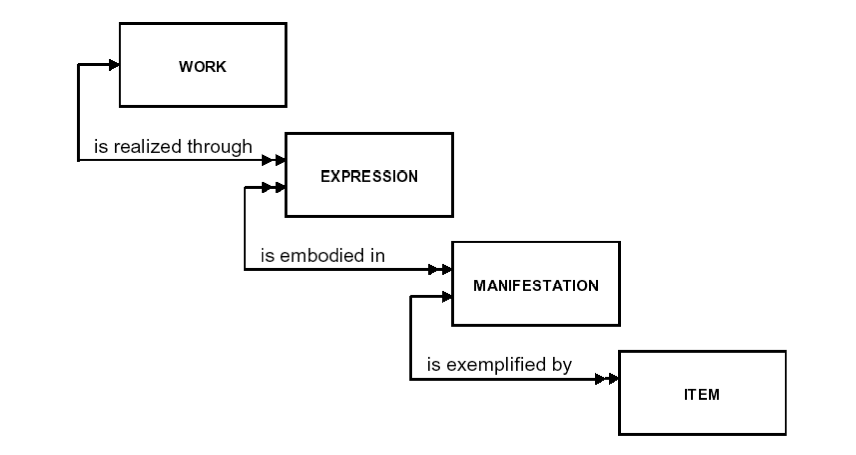 WORK
is realized through
EXPRESSION
is embodied in
MANIFESTATION
is exemplified by
ITEM